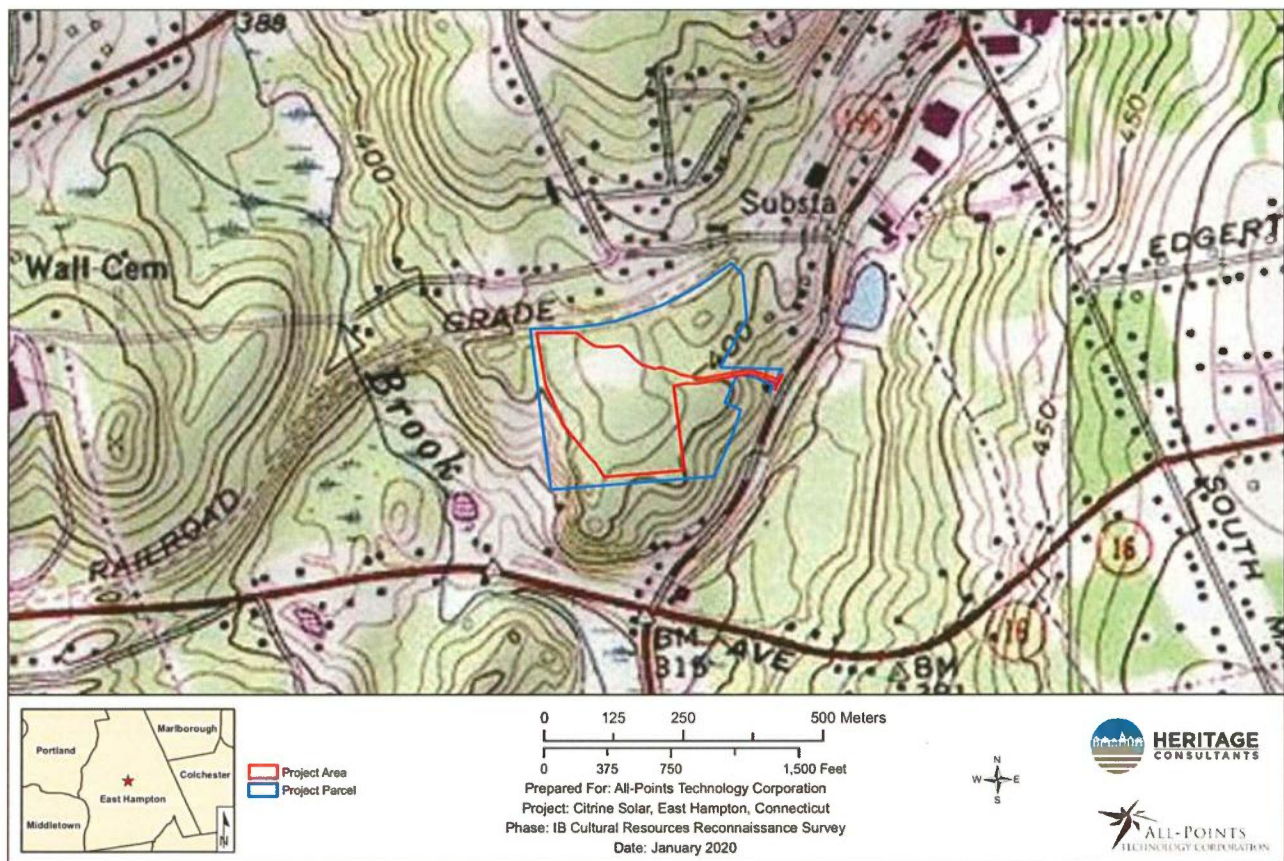 388
400
196
450
Substa
EDGERT
Wall Cem
GRADE
400
Brook
450
RAILROAD
SOUTH
16
16
BM
AVE
315
BM
Portland
Marlborough
Colchester
East Hampton
Middletown
N
Project Area
Project Parcel
0 125 250 500 Meters
0 375 750 1,500 Feet
Prepared For: All-Points Technology Corporation
Project: Citrine Solar, East Hampton, Connecticut
Phase: IB Cultural Resources Reconnaissance Survey
Date: January 2020
N
W E
S
HERITAGE
CONSULTANTS
ALL-POINTS
TECHNOLOGY CORPORATION